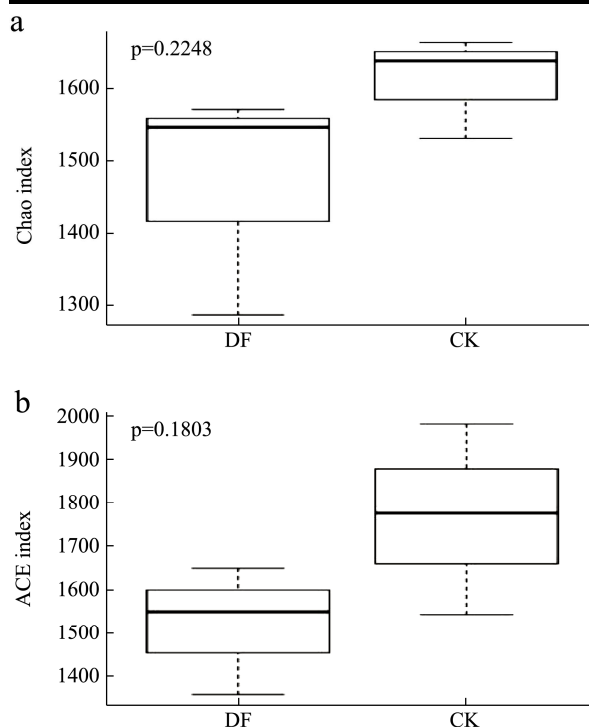 a
p=0.2248
1600
1500
1400
1300
Chao index
DF CK
b
p=0.1803
2000
1900
1800
1700
1600
1500
1400
ACE index
DF CK